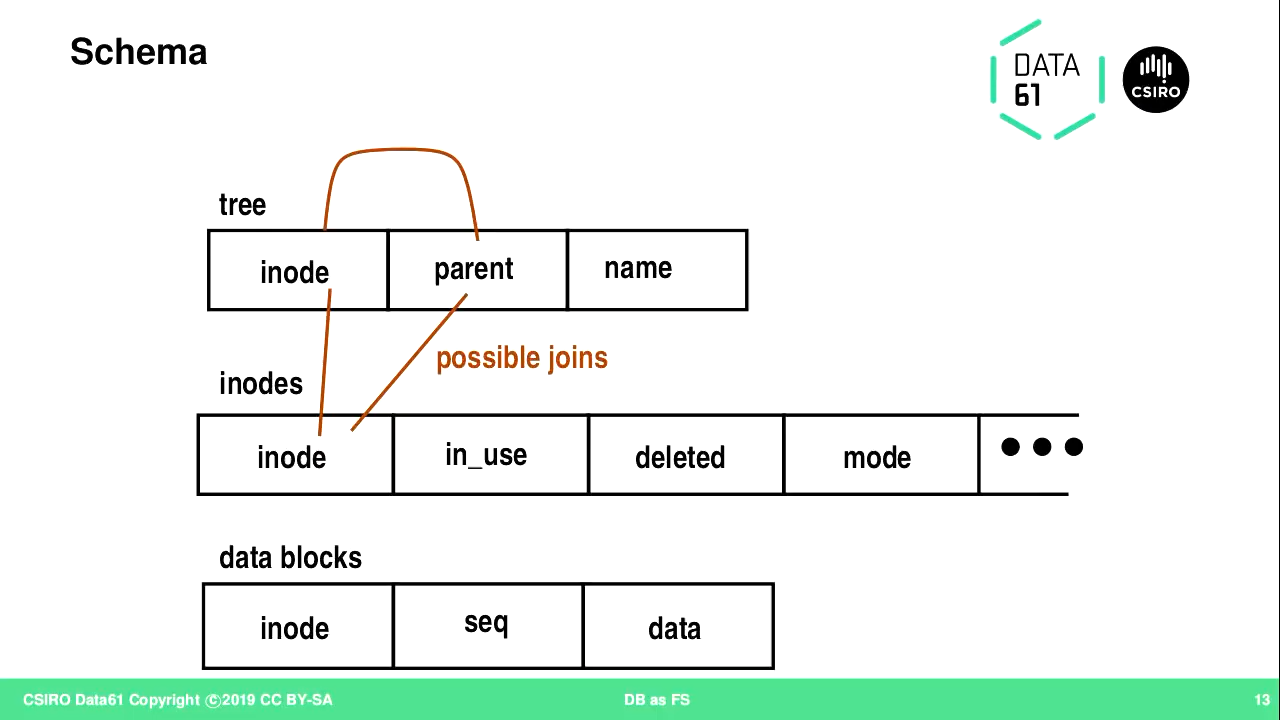 Schema
DATA
61
CSIRO
tree
inode parent name
possible joins
inodes
inode in_use deleted mode
data blocks
inode seq data
CSIRO Data61 Copyright ©2019 CC BY-SA DB as FS 13